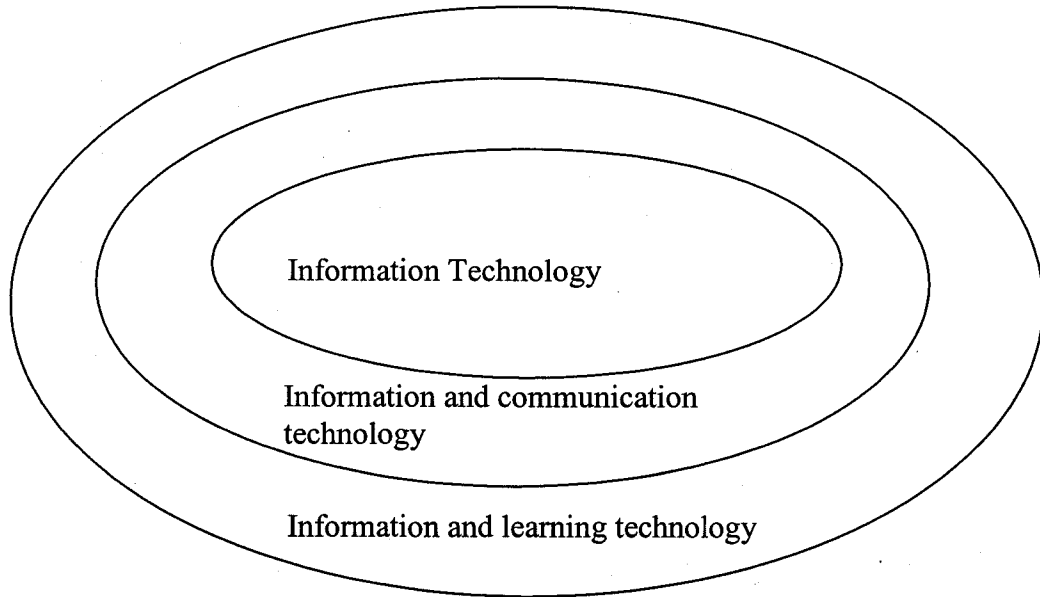 Information Technology
Information and communication
technology
Information and learning technology